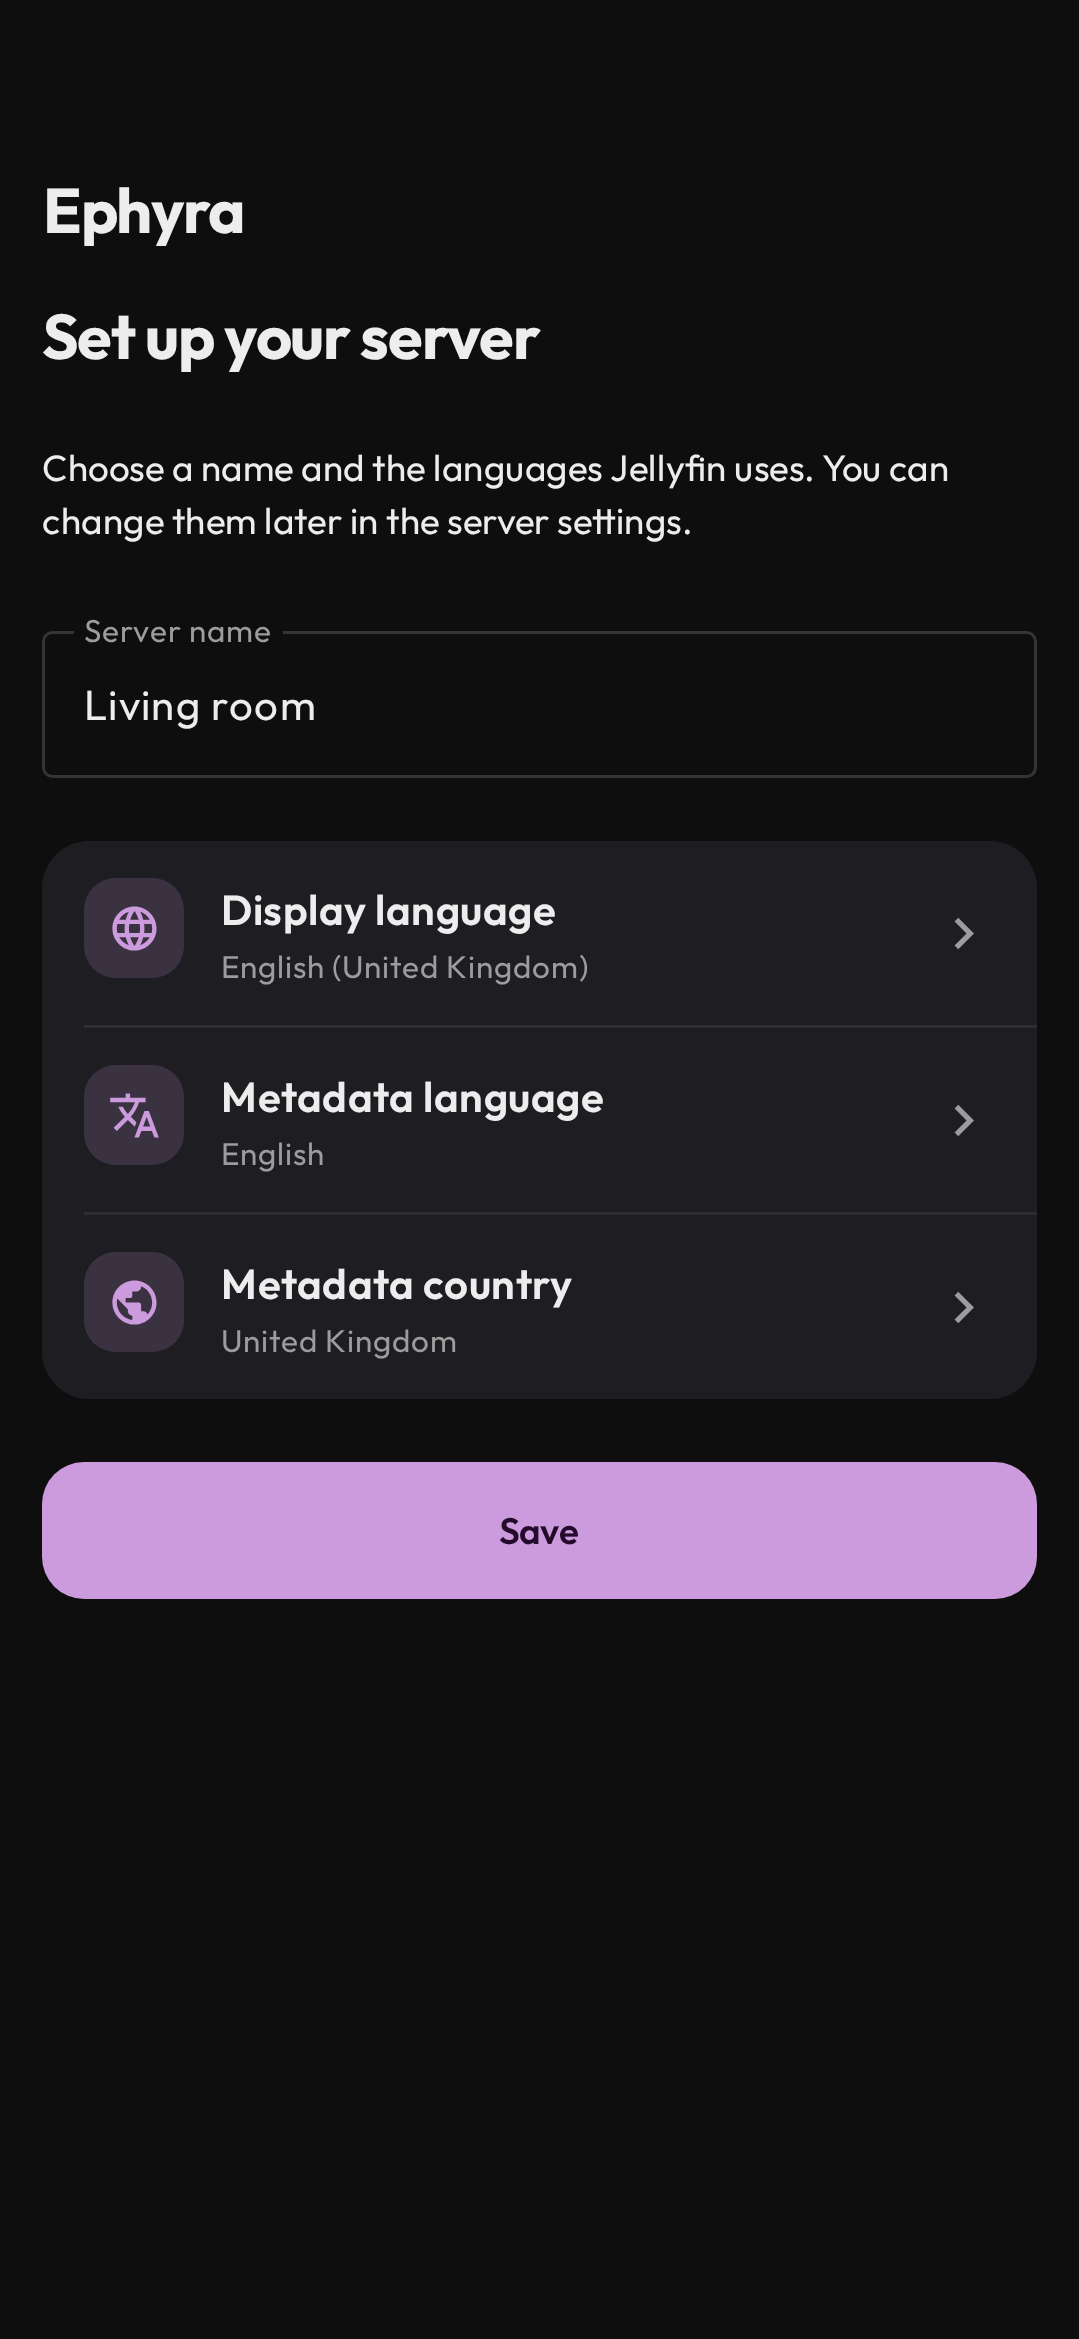 Ephyra
Set up your server
Choose a name and the languages Jellyfin uses. You can
change them later in the server settings.
Server name
Living room
Display language
English (United Kingdom)
Metadata language
English
Metadata country
United Kingdom
Save